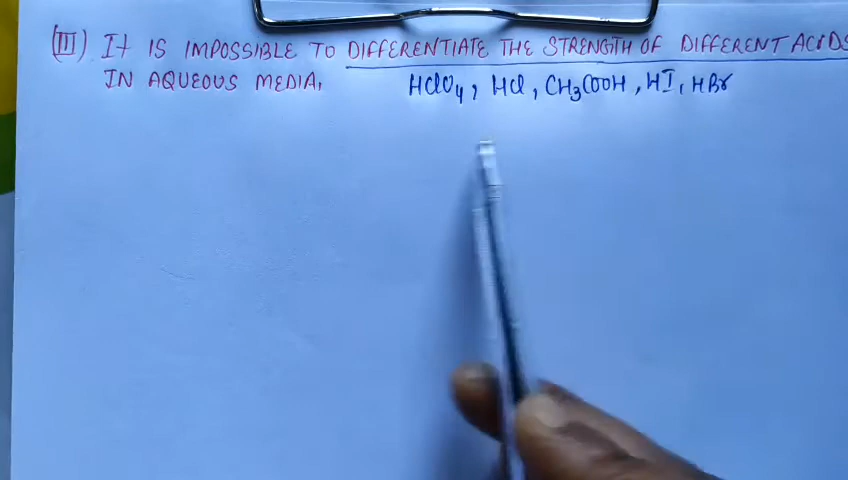 (III) It IS IMPOSSIBLE TO DIFFERENTIATE THE STRENGTH OF DIFFERENT ACIDS
IN AQUEOUS MEDIA, HClO4, HCl, CH3COOH, HI, HBr